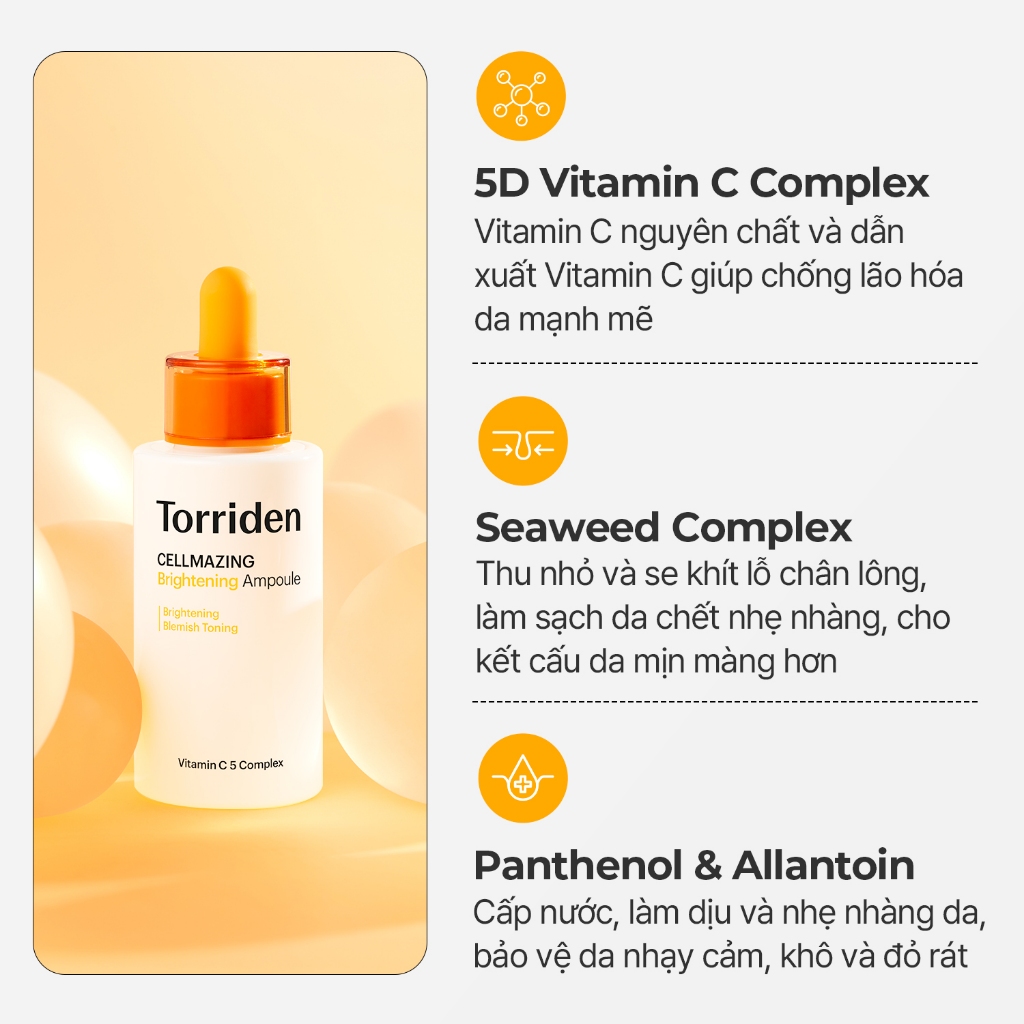 Torriden
CELLMAZING
Brightening Ampoule
Brightening
Blemish Toning
Vitamin C 5 Complex
5D Vitamin C Complex
Vitamin C nguyên chất và dẫn
xuất Vitamin C giúp chống lão hóa
da mạnh mẽ
Seaweed Complex
Thu nhỏ và se khít lỗ chân lông,
làm sạch da chết nhẹ nhàng, cho
kết cấu da mịn màng hơn
Panthenol & Allantoin
Cấp nước, làm dịu và nhẹ nhàng da,
bảo vệ da nhạy cảm, khô và đỏ rát